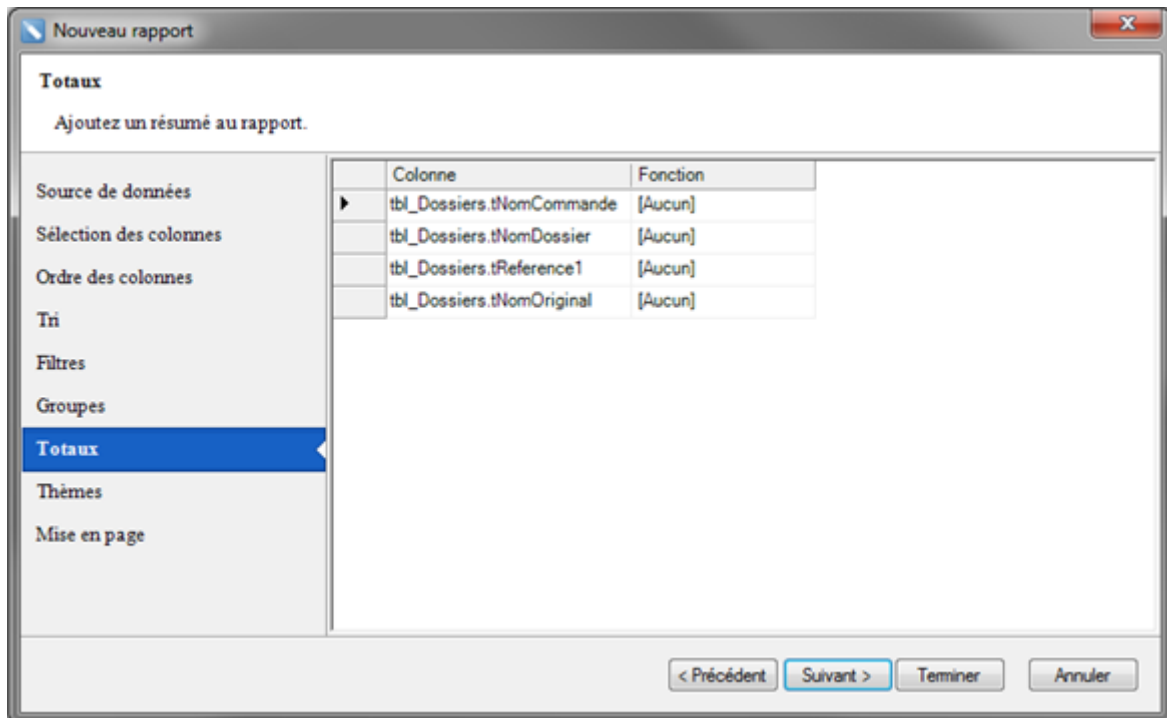 Nouveau rapport
Totaux
Ajoutez un résumé au rapport.
Source de données
Sélection des colonnes
Ordre des colonnes
Tri
Filtres
Groupes
Totaux
Thèmes
Mise en page
Colonne Fonction
tbl_Dossiers.tNomCommande [Aucun]
tbl_Dossiers.tNomDossier [Aucun]
tbl_Dossiers.tReference1 [Aucun]
tbl_Dossiers.tNomOriginal [Aucun]
< Précédent Suivant > Terminer Annuler